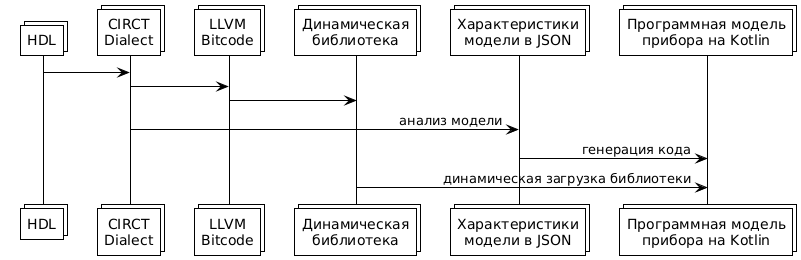 HDL
CIRCT
Dialect
LLVM
Bitcode
Динамическая
библиотека
Характеристики
модели в JSON
Программная модель
прибора на Kotlin
анализ модели
генерация кода
динамическая загрузка библиотеки
HDL
CIRCT
Dialect
LLVM
Bitcode
Динамическая
библиотека
Характеристики
модели в JSON
Программная модель
прибора на Kotlin